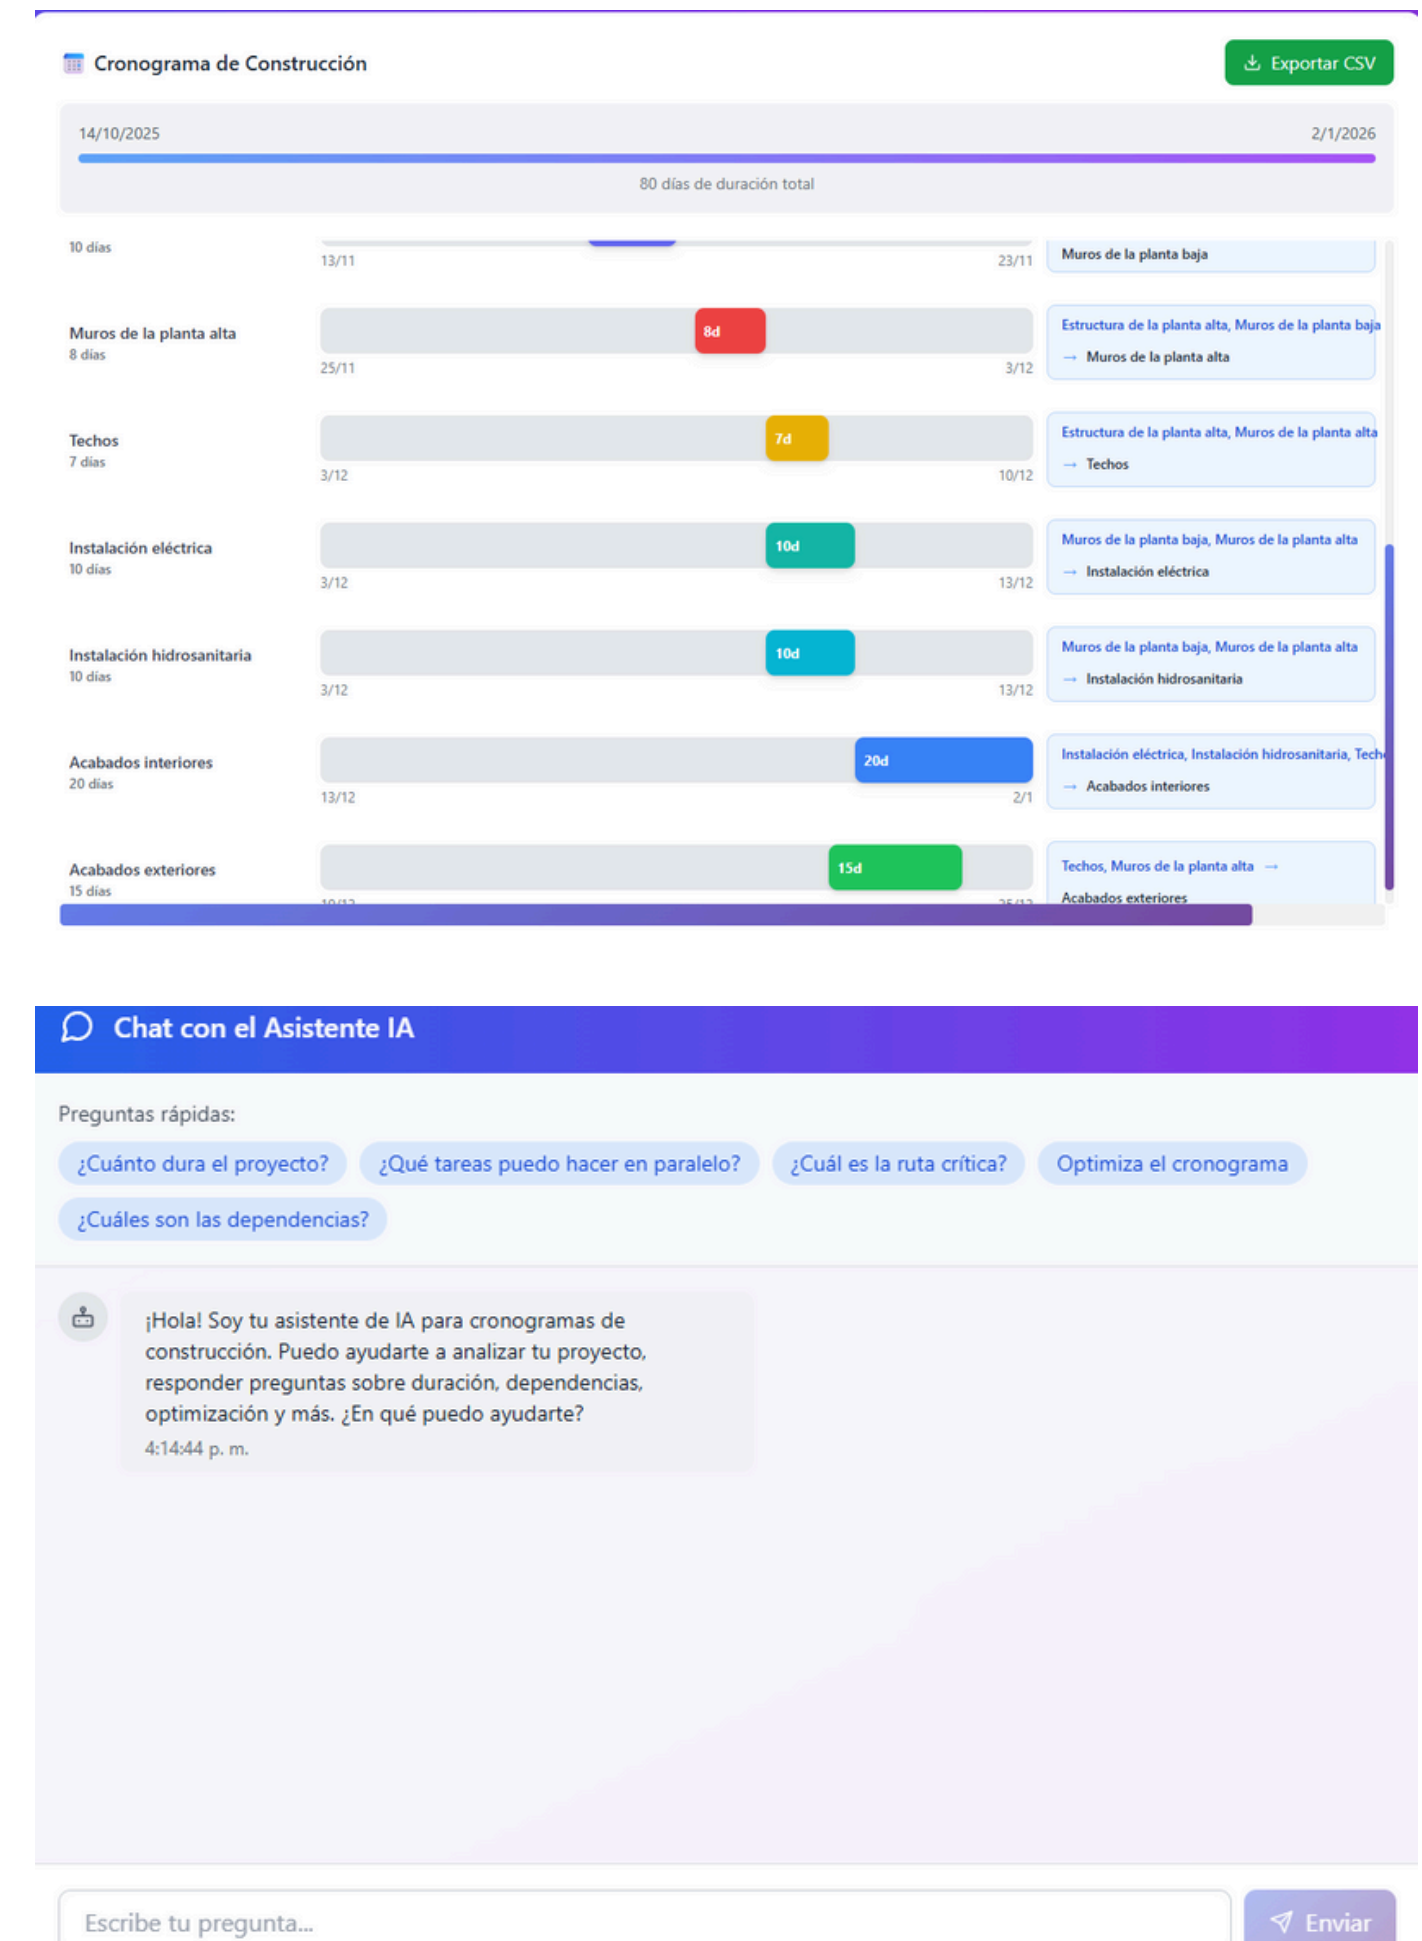 Cronograma de Construcción
Exportar CSV
14/10/2025
2/1/2026
80 días de duración total
10 días
13/11
23/11
Muros de la planta baja
Muros de la planta alta
8 días
8d
25/11
3/12
Estructura de la planta alta, Muros de la planta baja
→ Muros de la planta alta
Techos
7 días
7d
3/12
10/12
Estructura de la planta alta, Muros de la planta alta
→ Techos
Instalación eléctrica
10 días
10d
3/12
13/12
Muros de la planta baja, Muros de la planta alta
→ Instalación eléctrica
Instalación hidrosanitaria
10 días
10d
3/12
13/12
Muros de la planta baja, Muros de la planta alta
→ Instalación hidrosanitaria
Acabados interiores
20 días
20d
13/12
2/1
Instalación eléctrica, Instalación hidrosanitaria, Tech
→ Acabados interiores
Acabados exteriores
15 días
15d
10/12
25/12
Techos, Muros de la planta alta →
Acabados exteriores
Chat con el Asistente IA
Preguntas rápidas:
¿Cuánto dura el proyecto?
¿Qué tareas puedo hacer en paralelo?
¿Cuál es la ruta crítica?
Optimiza el cronograma
¿Cuáles son las dependencias?
¡Hola! Soy tu asistente de IA para cronogramas de
construcción. Puedo ayudarte a analizar tu proyecto,
responder preguntas sobre duración, dependencias,
optimización y más. ¿En qué puedo ayudarte?
4:14:44 p. m.
Escribe tu pregunta...
Enviar